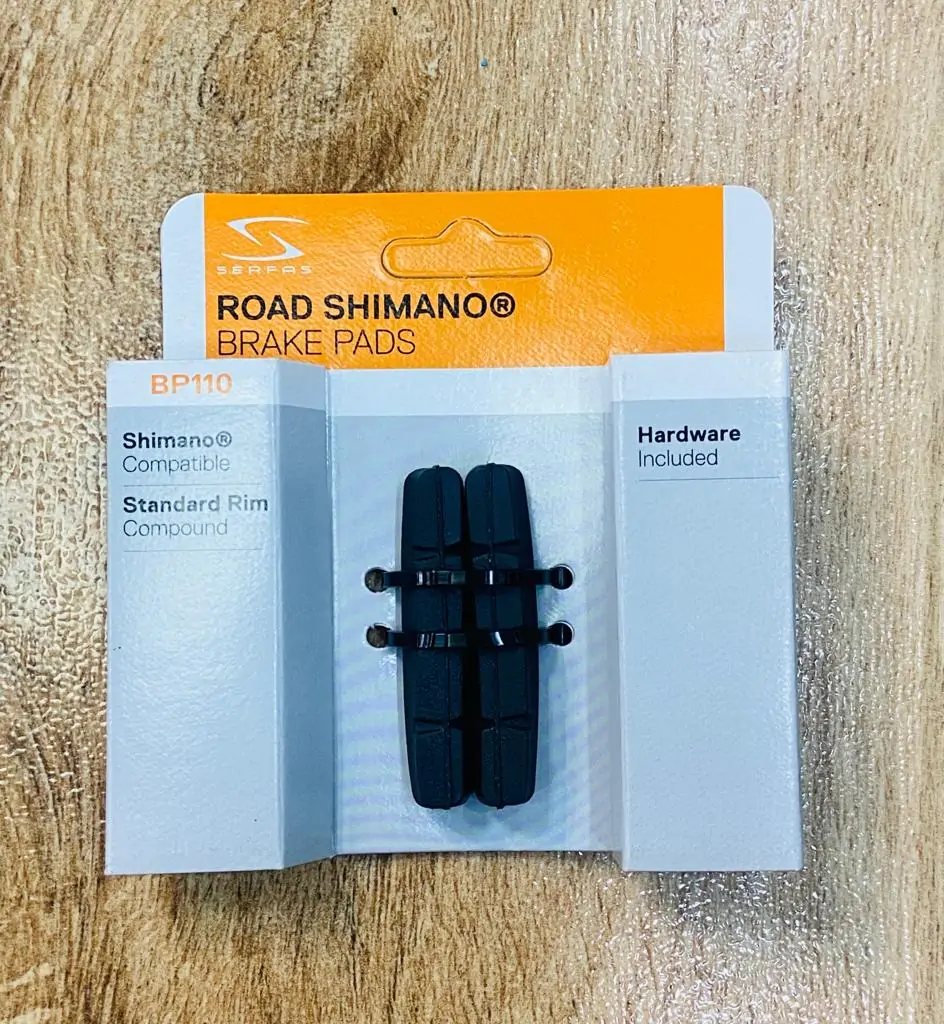 SERFAS
ROAD SHIMANO®
BRAKE PADS
BP110
Shimano®
Compatible
Standard Rim
Compound
Hardware
Included